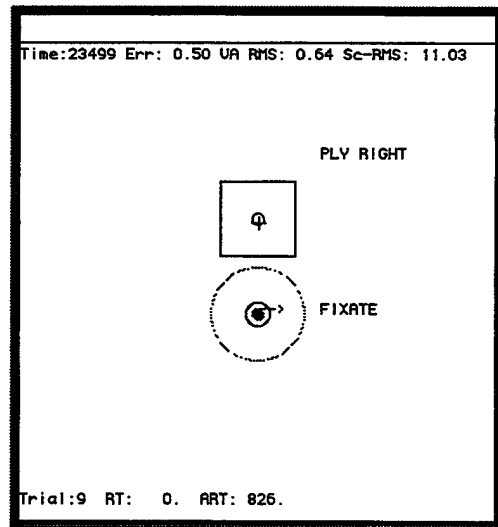 Time:23499 Err: 0.50 VA RMS: 0.64 Sc-RMS: 11.03
PLY RIGHT
FIXATE
Trial:9 RT: 0. ART: 826.